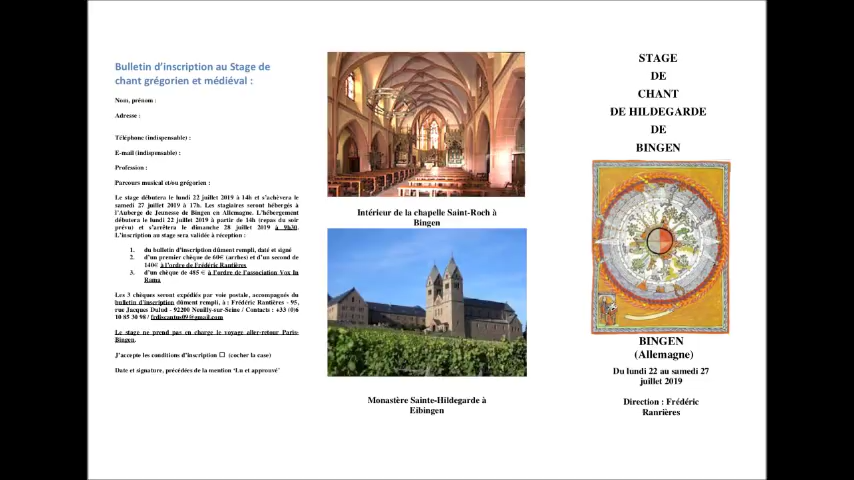 Bulletin d'inscription au Stage de
chant grégorien et médiéval :
Nom, prénom :
Adresse :
Téléphone (indispensable) :
E-mail (indispensable) :
Profession :
Parcours musical et/ou grégorien :
Le stage débutera le lundi 22 juillet 2019 à 14h et s'achèvera le
samedi 27 juillet 2019 à 17h. Les stagiaires seront hébergés à
l'Auberge de Jeunesse de Bingen en Allemagne. L'hébergement
débutera le lundi 22 juillet 2019 à partir de 14h (repas du soir
prévu) et s'arrêtera le dimanche 28 juillet 2019 à 9h30.
L'inscription au stage sera validée à réception :
1. du bulletin d'inscription dûment rempli, daté et signé
2. d'un premier chèque de 60€ (arrhes) et d'un second de
140€ à l'ordre de Frédéric Rantières
3. d'un chèque de 485 € à l'ordre de l'association Vox In
Rama
Les 3 chèques seront expédiés par voie postale, accompagnés du
bulletin d'inscription dûment rempli, à : Frédéric Rantières - 95,
rue Jacques Dulud - 92200 Neuilly-sur-Seine / Contacts : +33 (0)6
10 85 30 98 /
Le stage ne prend pas en charge le voyage aller-retour Paris-
Bingen.
J'accepte les conditions d'inscription ☐ (cocher la case)
Date et signature, précédées de la mention 'Lu et approuvé'
Intérieur de la chapelle Saint-Roch à
Bingen
Monastère Sainte-Hildegarde à
Eibingen
STAGE
DE
CHANT
DE HILDEGARDE
DE
BINGEN
BINGEN
(Allemagne)
Du lundi 22 au samedi 27
juillet 2019
Direction : Frédéric
Ranrières